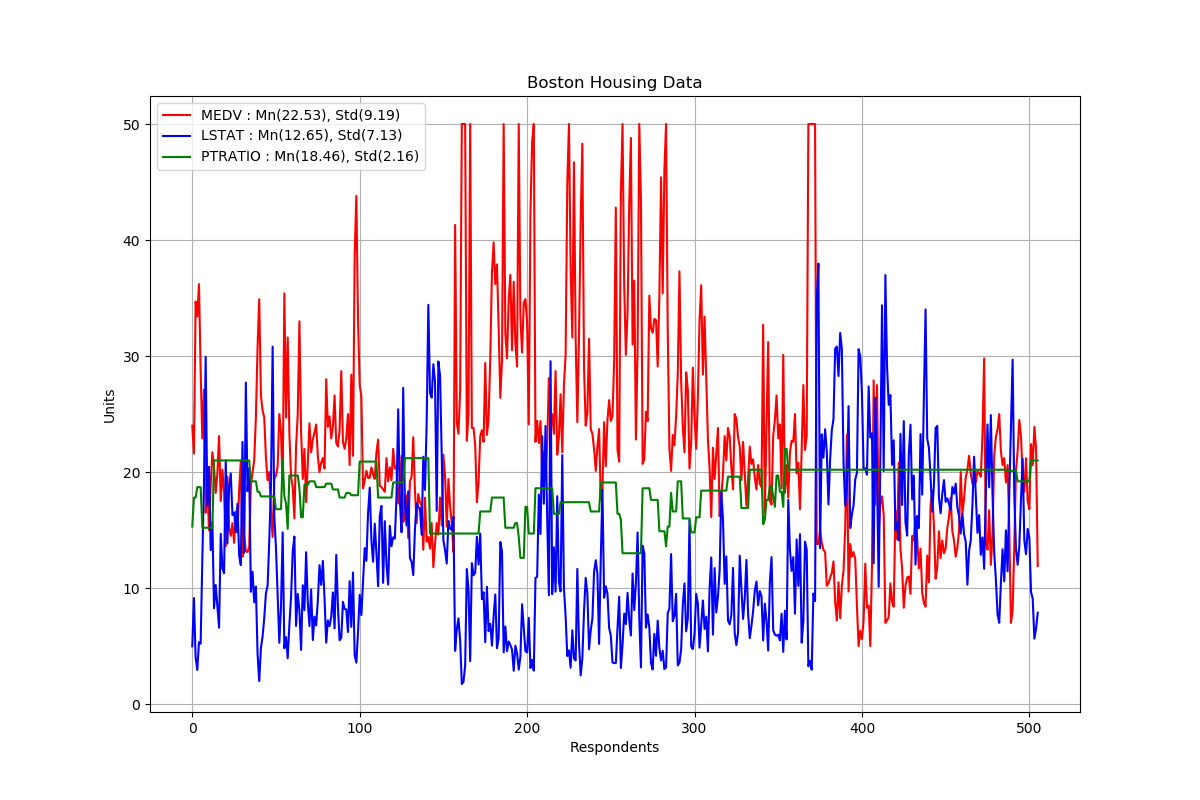 Boston Housing Data
MEDV : Mn(22.53), Std(9.19)
LSTAT : Mn(12.65), Std(7.13)
PTRATIO : Mn(18.46), Std(2.16)
50
40
30
20
10
0
Units
0 100 200 300 400 500
Respondents